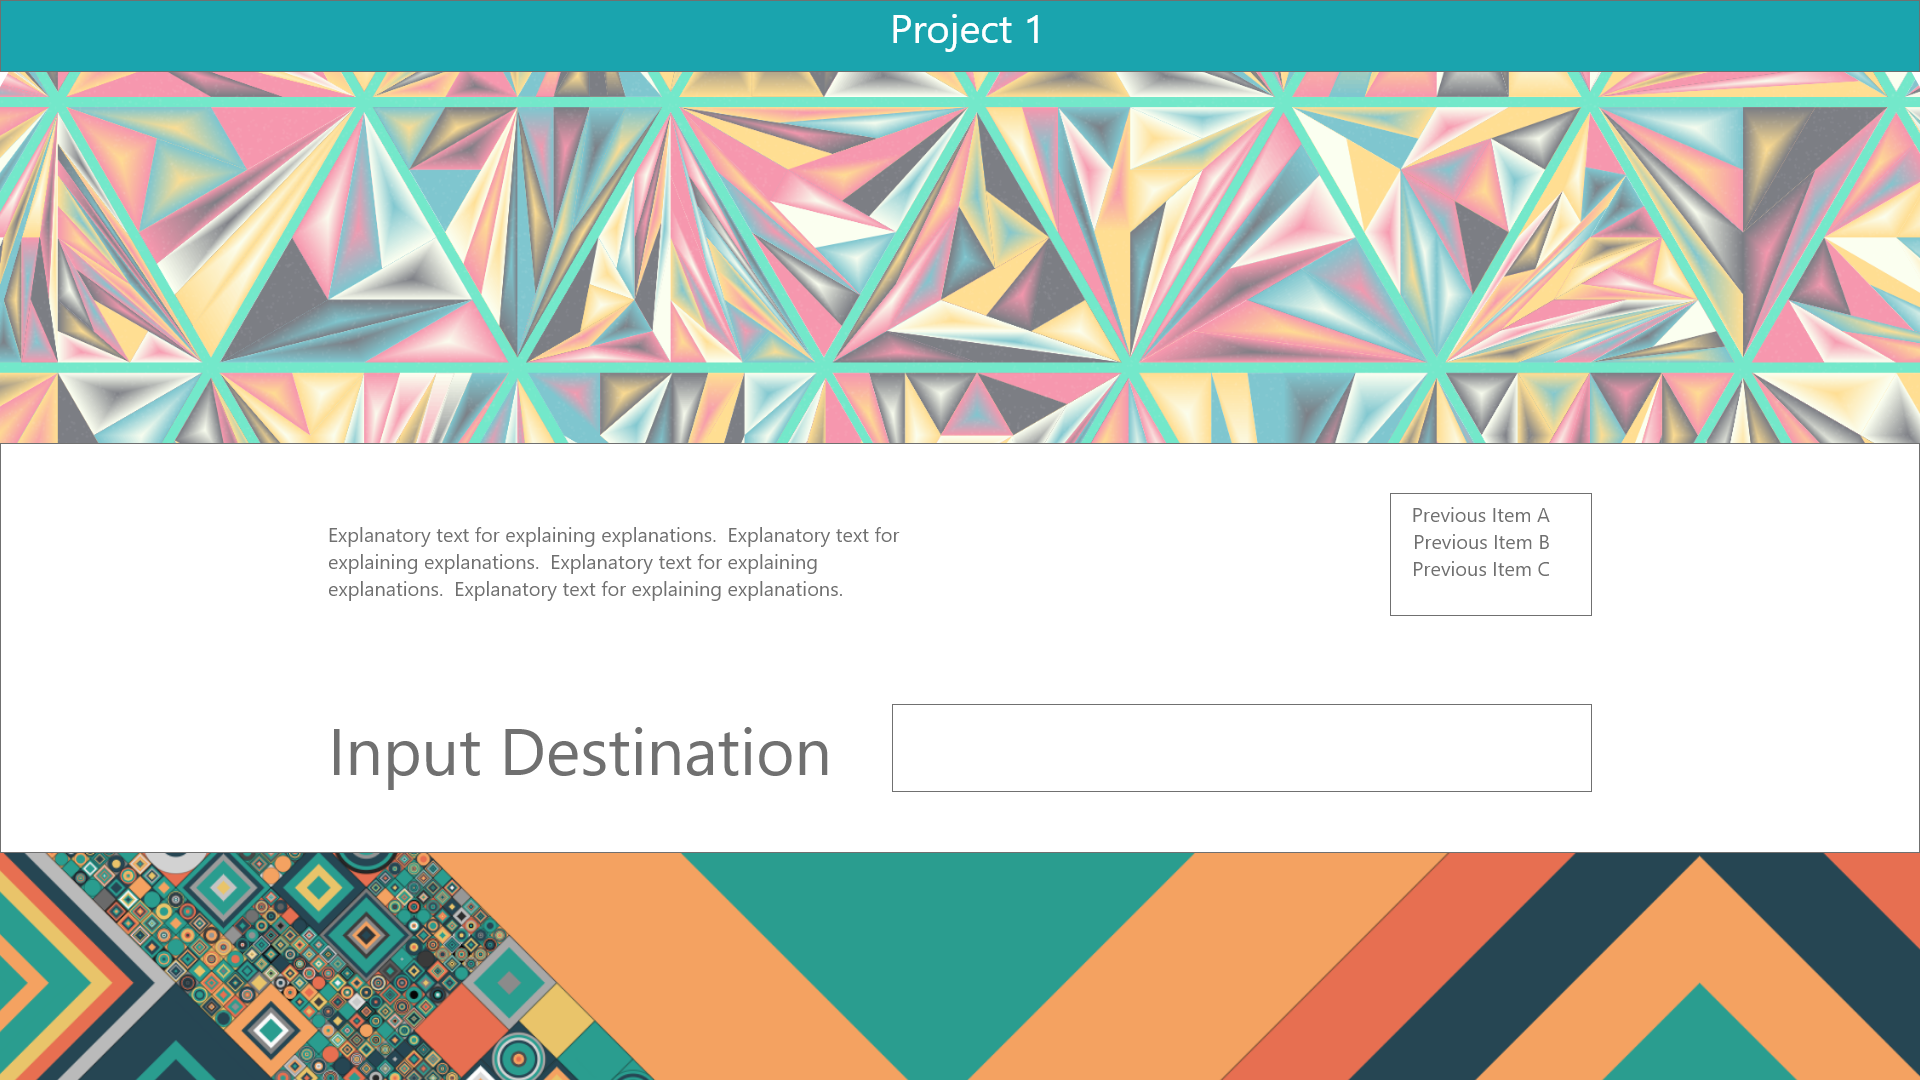 Project 1
Explanatory text for explaining explanations.  Explanatory text for
explaining explanations.  Explanatory text for explaining
explanations.  Explanatory text for explaining explanations.
Previous Item A
Previous Item B
Previous Item C
Input Destination